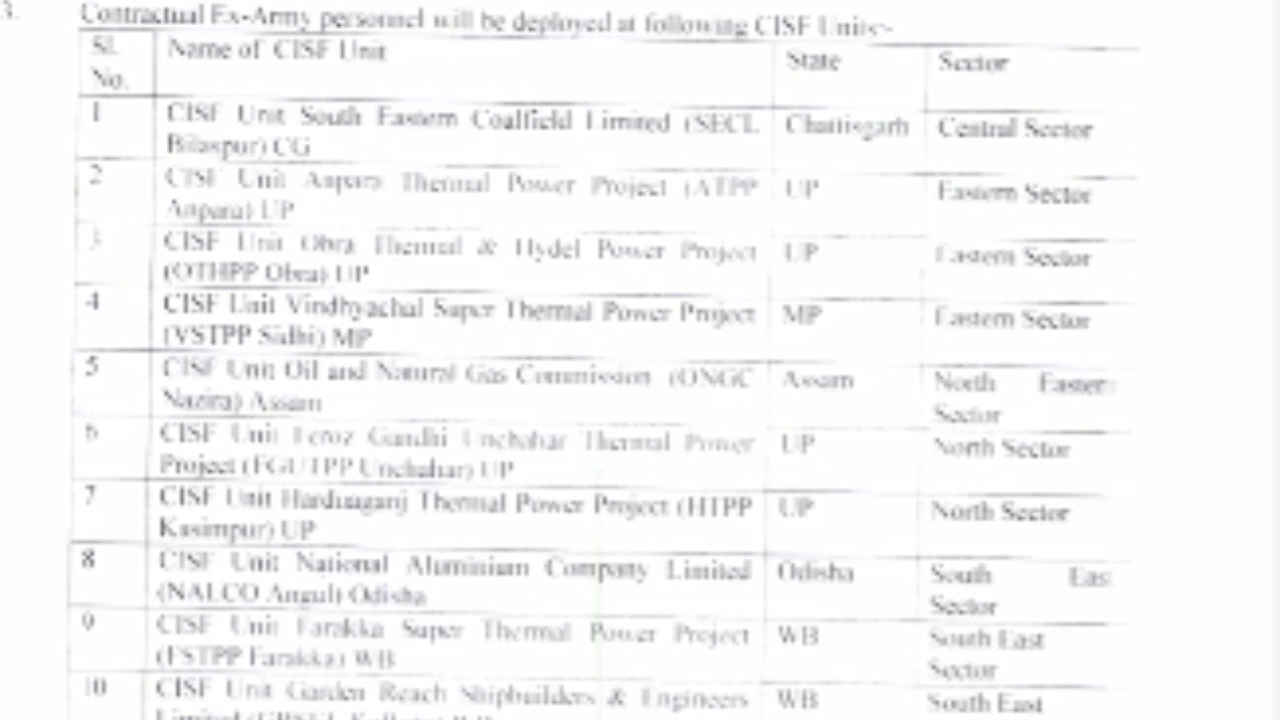 3. Contractual Ex-Army personnel will be deployed at following CISF Units:-
Sl. No. Name of CISF Unit State Sector
1 CISF Unit South Eastern Coalfield Limited (SECL Chattisgarh Central Sector
Bilaspur) CG
2 CISF Unit Anpara Thermal Power Project (ATPP UP Eastern Sector
Anpara) UP
3 CISF Unit Obra Thermal & Hydel Power Project UP Eastern Sector
(OTHPP Obra) UP
4 CISF Unit Vindhyachal Super Thermal Power Project MP Eastern Sector
(VSTPP Sidhi) MP
5 CISF Unit Oil and Natural Gas Commission (ONGC Assam North Eastern
Nazira) Assam Sector
6 CISF Unit Feroz Gandhi Unchahar Thermal Power UP North Sector
Project (FGUTPP Unchahar) UP
7 CISF Unit Harduaganj Thermal Power Project (HTPP UP North Sector
Kasimpur) UP
8 CISF Unit National Aluminium Company Limited Odisha South East
(NALCO Angul) Odisha Sector
9 CISF Unit Farakka Super Thermal Power Project WB South East
(FSTPP Farakka) WB Sector
10 CISF Unit Garden Reach Shipbuilders & Engineers WB South East